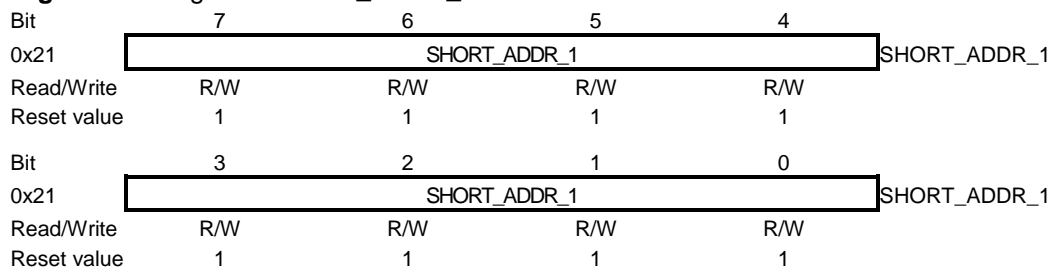 Bit 7 6 5 4
0x21 SHORT_ADDR_1 SHORT_ADDR_1
Read/Write R/W R/W R/W R/W
Reset value 1 1 1 1
Bit 3 2 1 0
0x21 SHORT_ADDR_1 SHORT_ADDR_1
Read/Write R/W R/W R/W R/W
Reset value 1 1 1 1